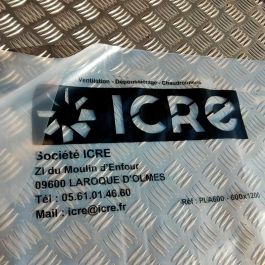 Ventilation - Dépoussiérage - Chaudronnerie
ICRE
Société ICRE
ZI du Moulin d'Enfour
09600 LAROQUE D'OLMES
Tél : 05.61.01.46.60
Mail : icre@icre.fr
Réf : PLA600 - 600x1200